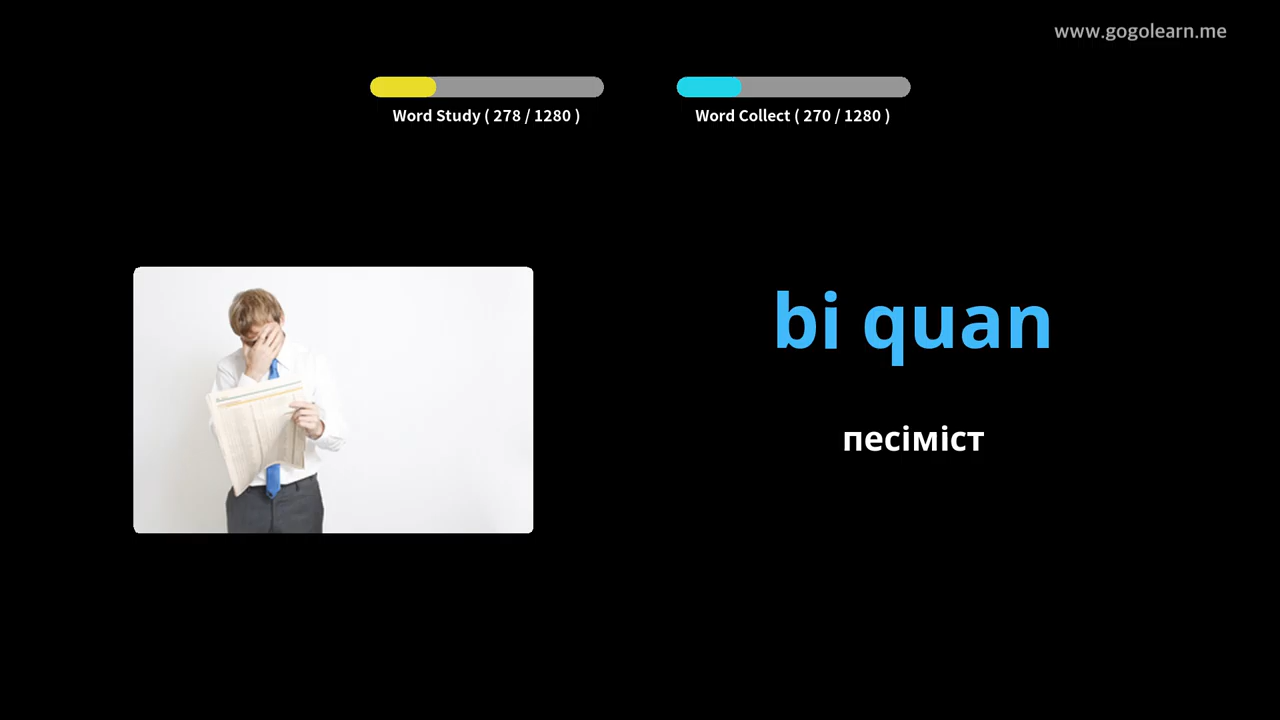 www.gogolearn.me
Word Study ( 278 / 1280 )
Word Collect ( 270 / 1280 )
bi quan
песіміст